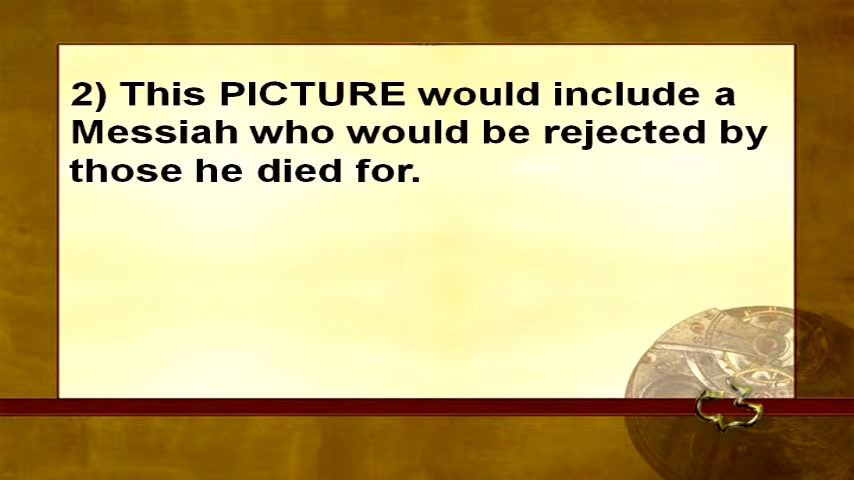 2) This PICTURE would include a
Messiah who would be rejected by
those he died for.